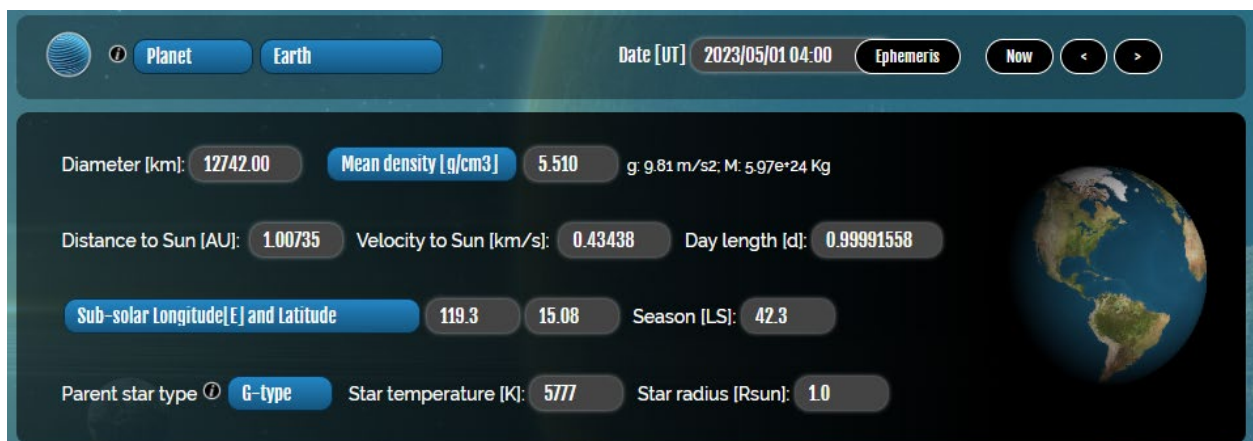 Planet Earth Date [UT] 2023/05/01 04:00 Ephemeris Now < >
Diameter [km]: 12742.00 Mean density [g/cm3] 5.510 g: 9.81 m/s2; M: 5.97e+24 Kg
Distance to Sun [AU]: 1.00735 Velocity to Sun [km/s]: 0.43438 Day length [d]: 0.99991558
Sub-solar Longitude[E] and Latitude 119.3 15.08 Season [LS]: 42.3
Parent star type i G-type Star temperature [K]: 5777 Star radius [Rsun]: 1.0